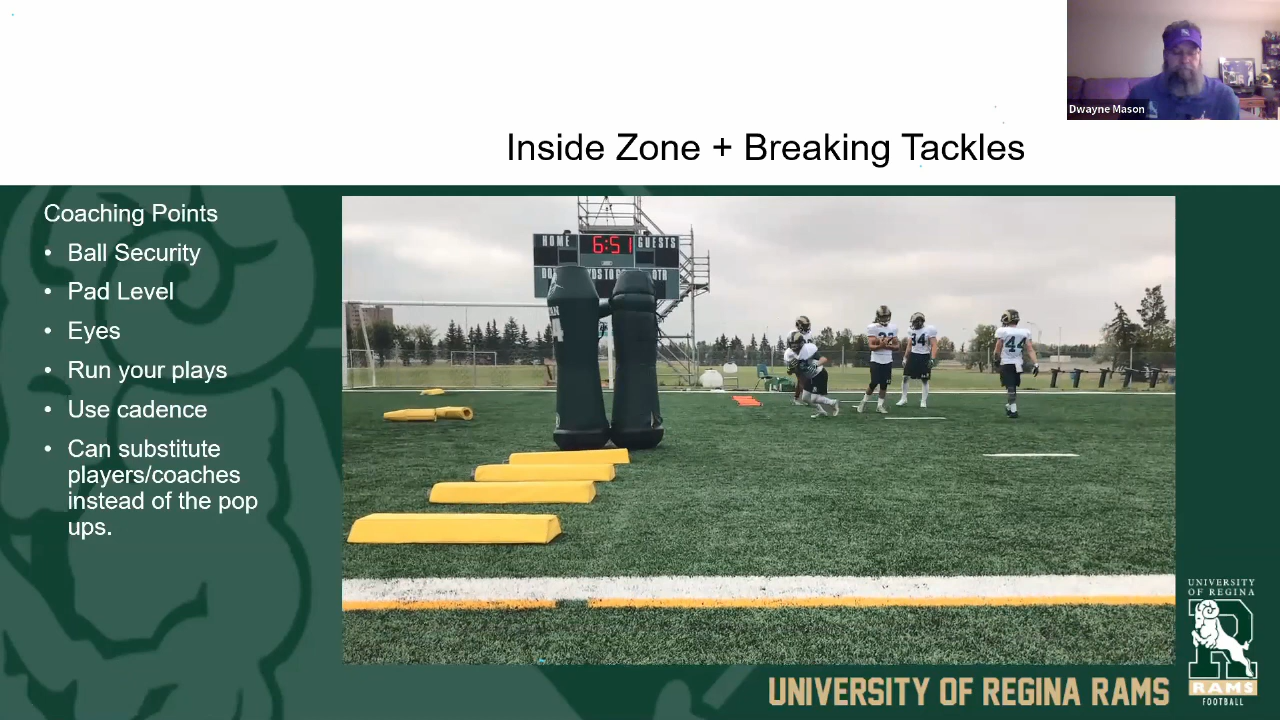 Dwayne Mason
Inside Zone + Breaking Tackles
Coaching Points
• Ball Security
• Pad Level
• Eyes
• Run your plays
• Use cadence
• Can substitute
players/coaches
instead of the pop
ups.
HOME 6:51 GUESTS
34
44
UNIVERSITY
OF REGINA
R
RAMS
FOOTBALL
UNIVERSITY OF REGINA RAMS